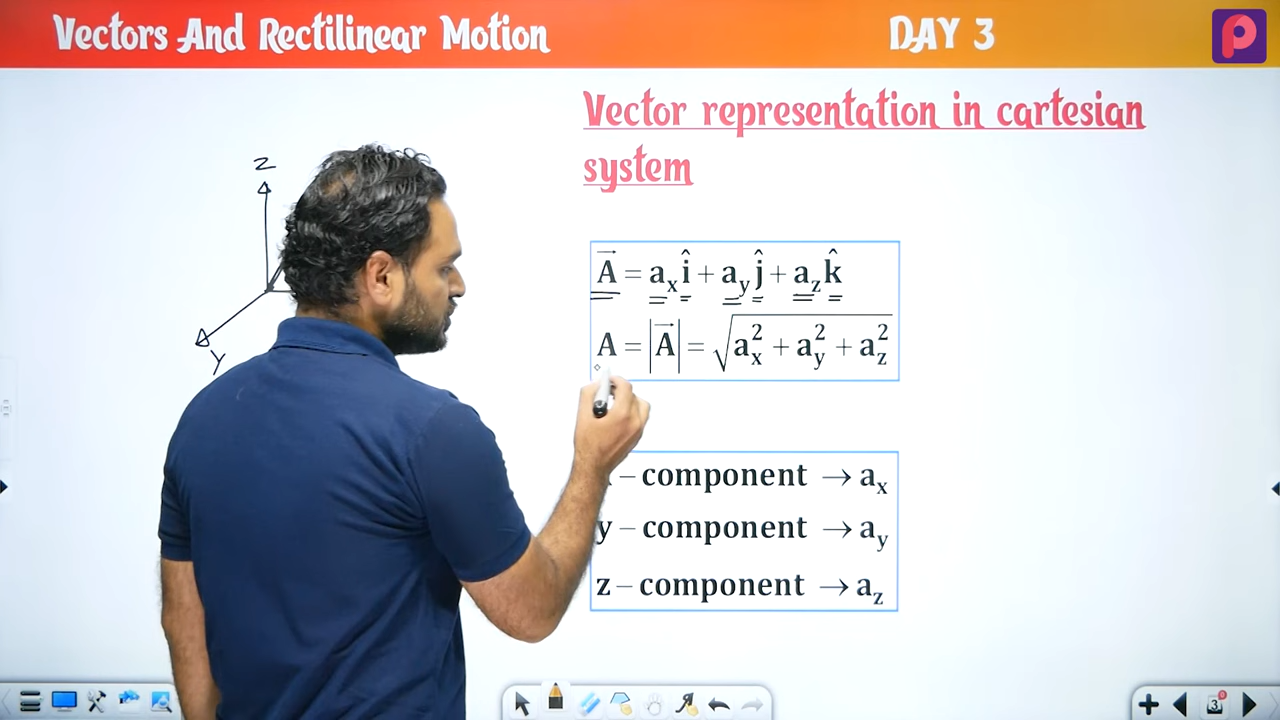 Vectors And Rectilinear Motion
DAY 3
Vector representation in cartesian
system
Z
Y
A⃗ = aₓî + a_yĵ + a_zk̂
A = |A⃗| = √(aₓ² + a_y² + a_z²)
– component → aₓ
y – component → a_y
z – component → a_z
3